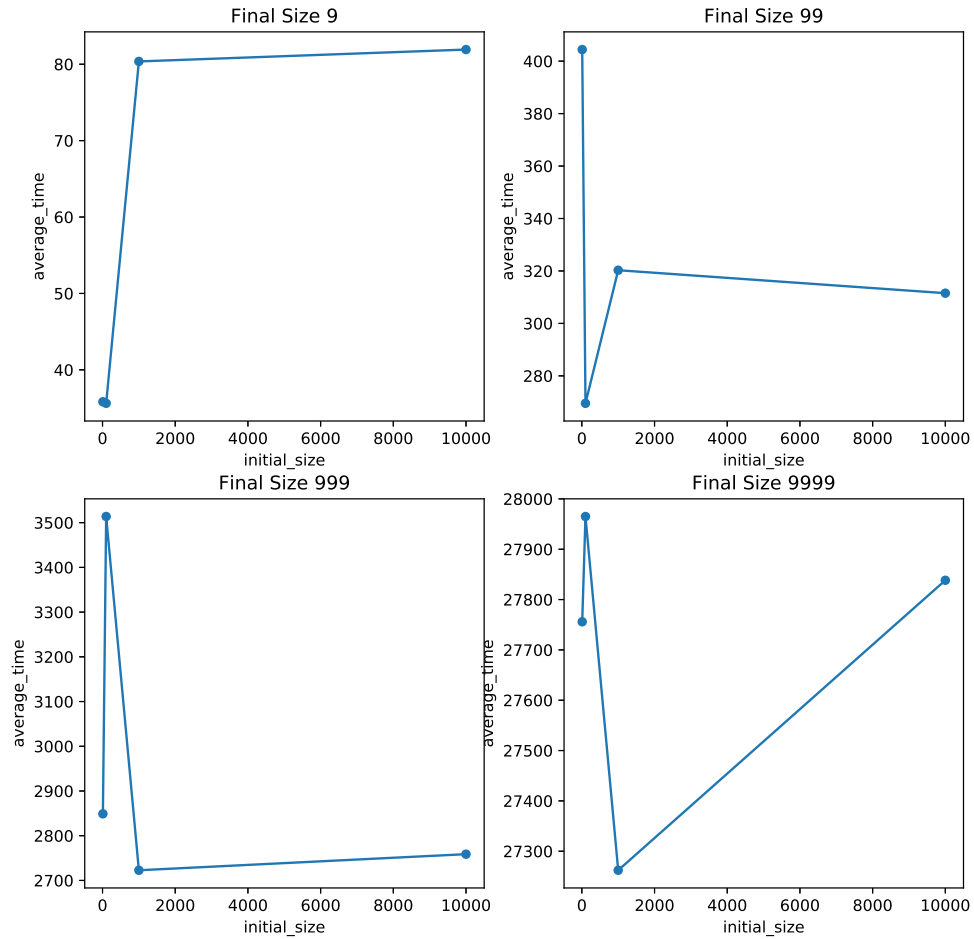 Final Size 9
80
70
60
50
40
average_time
0 2000 4000 6000 8000 10000
initial_size
Final Size 99
400
380
360
340
320
300
280
average_time
0 2000 4000 6000 8000 10000
initial_size
Final Size 999
3500
3400
3300
3200
3100
3000
2900
2800
2700
average_time
0 2000 4000 6000 8000 10000
initial_size
Final Size 9999
28000
27900
27800
27700
27600
27500
27400
27300
average_time
0 2000 4000 6000 8000 10000
initial_size